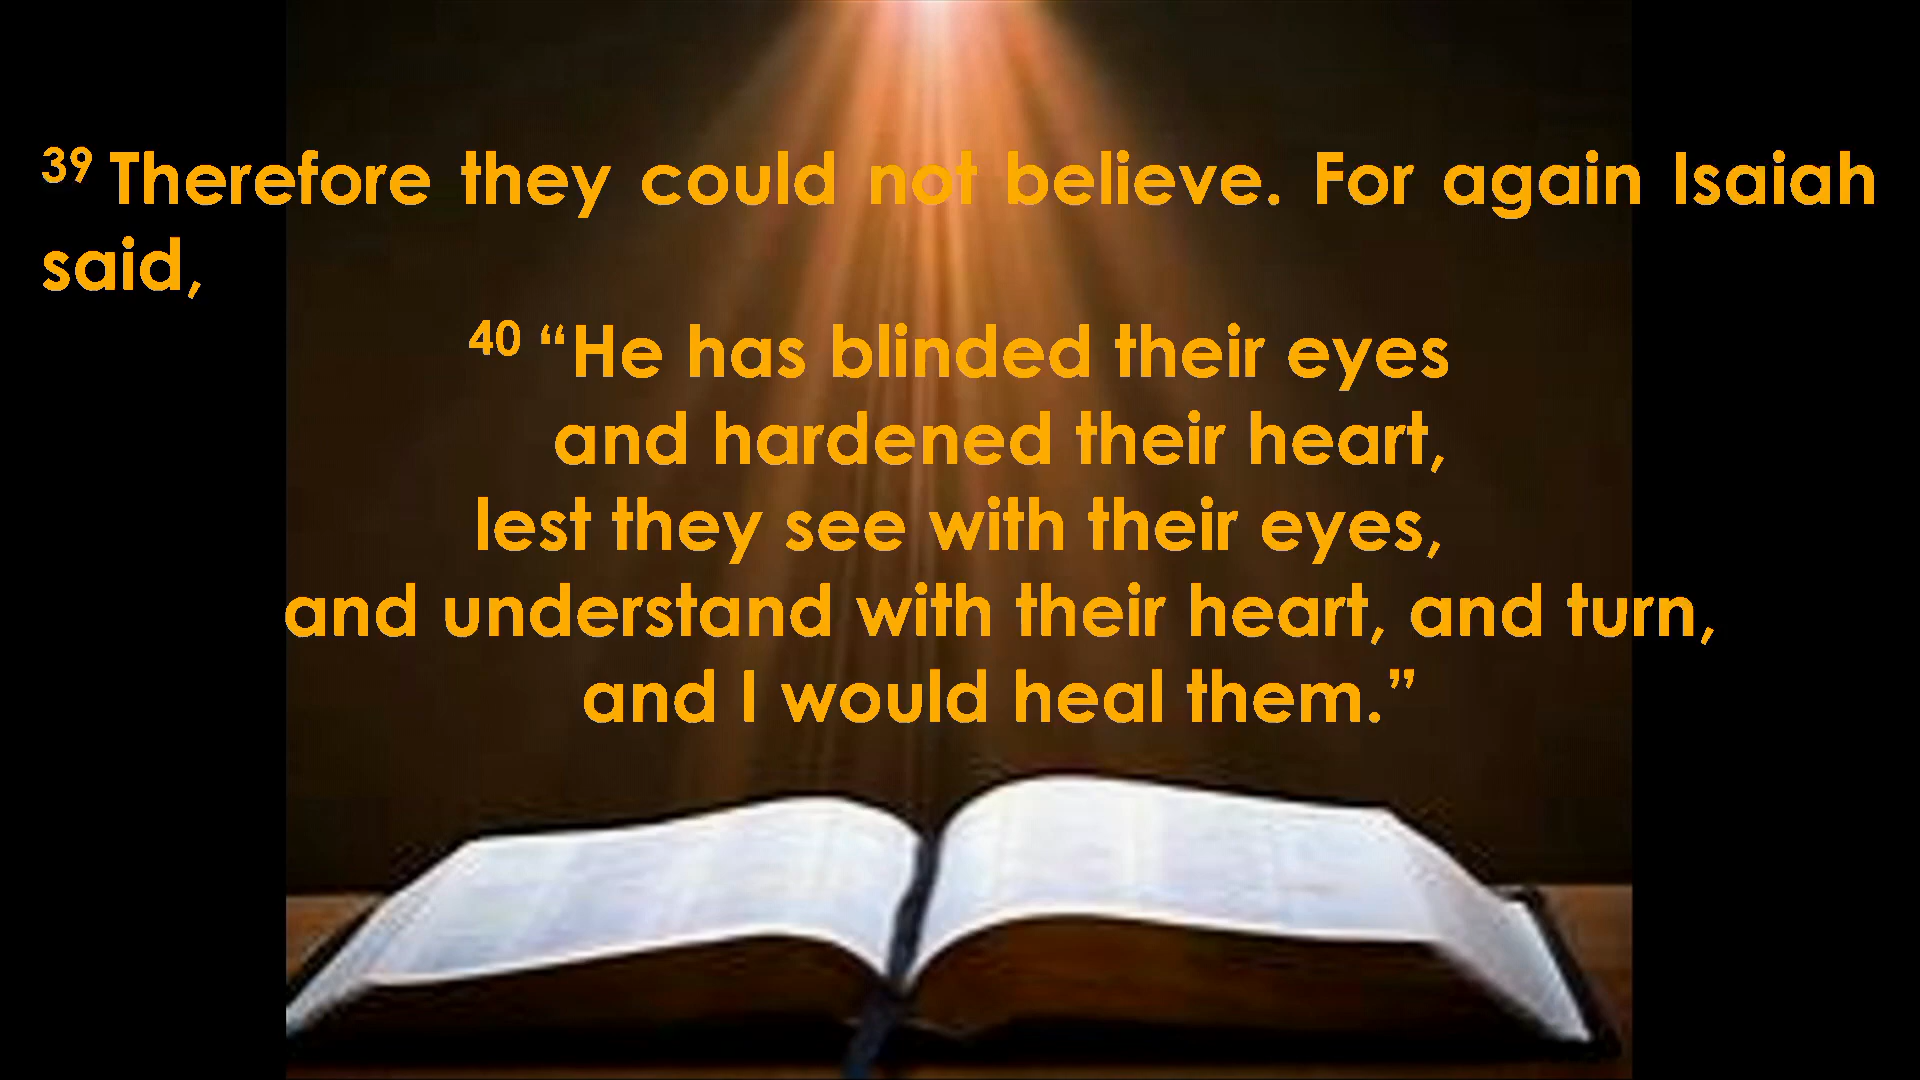 39 Therefore they could not believe. For again Isaiah
said,
40 “He has blinded their eyes
and hardened their heart,
lest they see with their eyes,
and understand with their heart, and turn,
and I would heal them.”